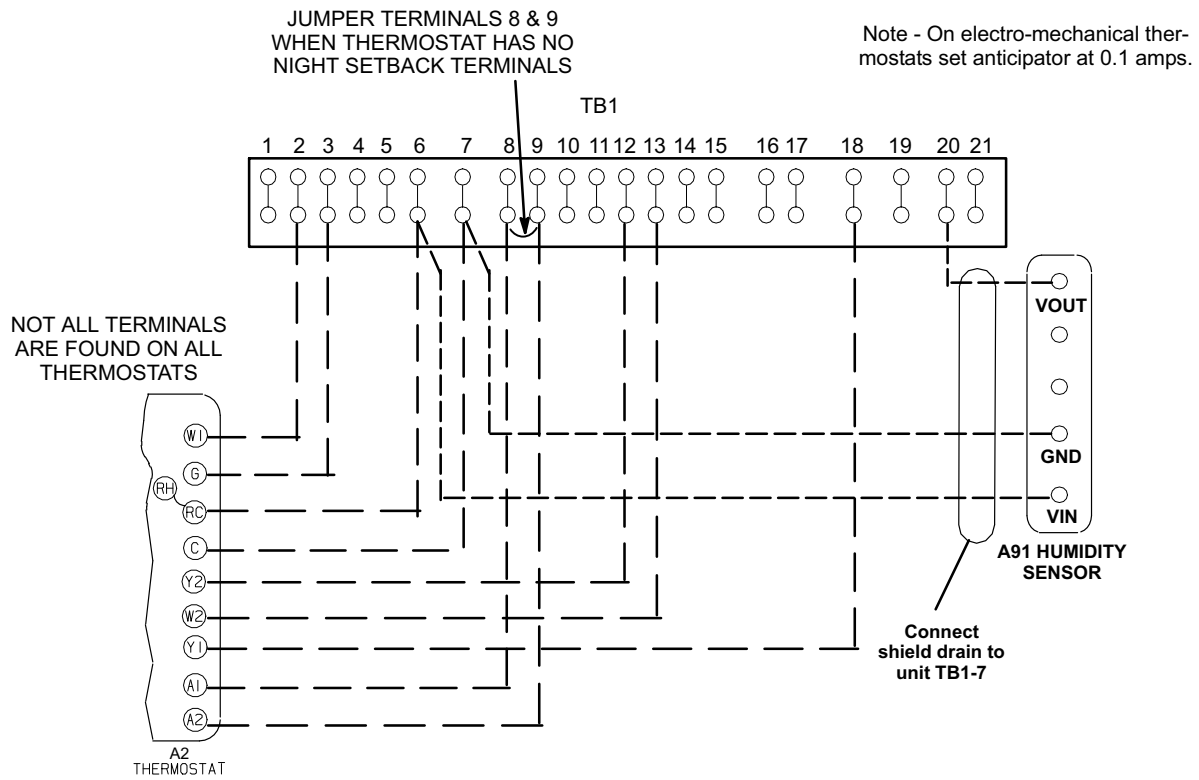 JUMPER TERMINALS 8 & 9
WHEN THERMOSTAT HAS NO
NIGHT SETBACK TERMINALS
Note - On electro-mechanical ther-
mostats set anticipator at 0.1 amps.
TB1
1 2 3 4 5 6 7 8 9 10 11 12 13 14 15 16 17 18 19 20 21
NOT ALL TERMINALS
ARE FOUND ON ALL
THERMOSTATS
W1
G
RH
RC
C
Y2
W2
Y1
A1
A2
A2
THERMOSTAT
VOUT
GND
VIN
A91 HUMIDITY
SENSOR
Connect
shield drain to
unit TB1-7